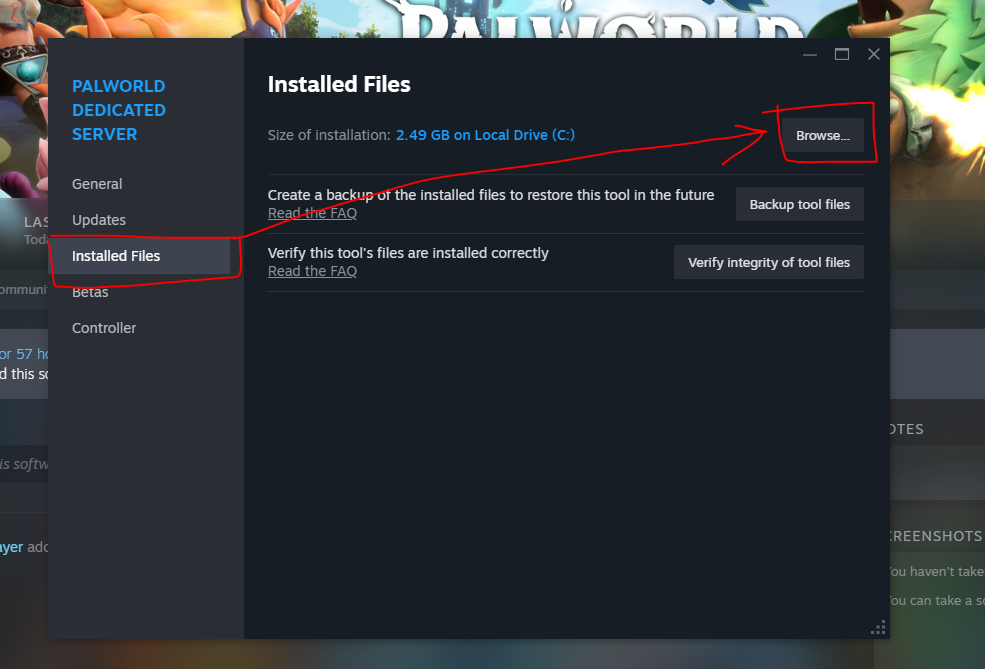 PALWORLD
PALWORLD
DEDICATED
SERVER
General
Updates
Installed Files
Betas
Controller
Installed Files
Size of installation: 2.49 GB on Local Drive (C:)
Browse...
Create a backup of the installed files to restore this tool in the future
Read the FAQ
Backup tool files
Verify this tool's files are installed correctly
Read the FAQ
Verify integrity of tool files
LAS
Toda
ommuni
or 57 ho
d this so
is softw
ayer add
OTES
CREENSHOTS
You haven't take
You can take a sc